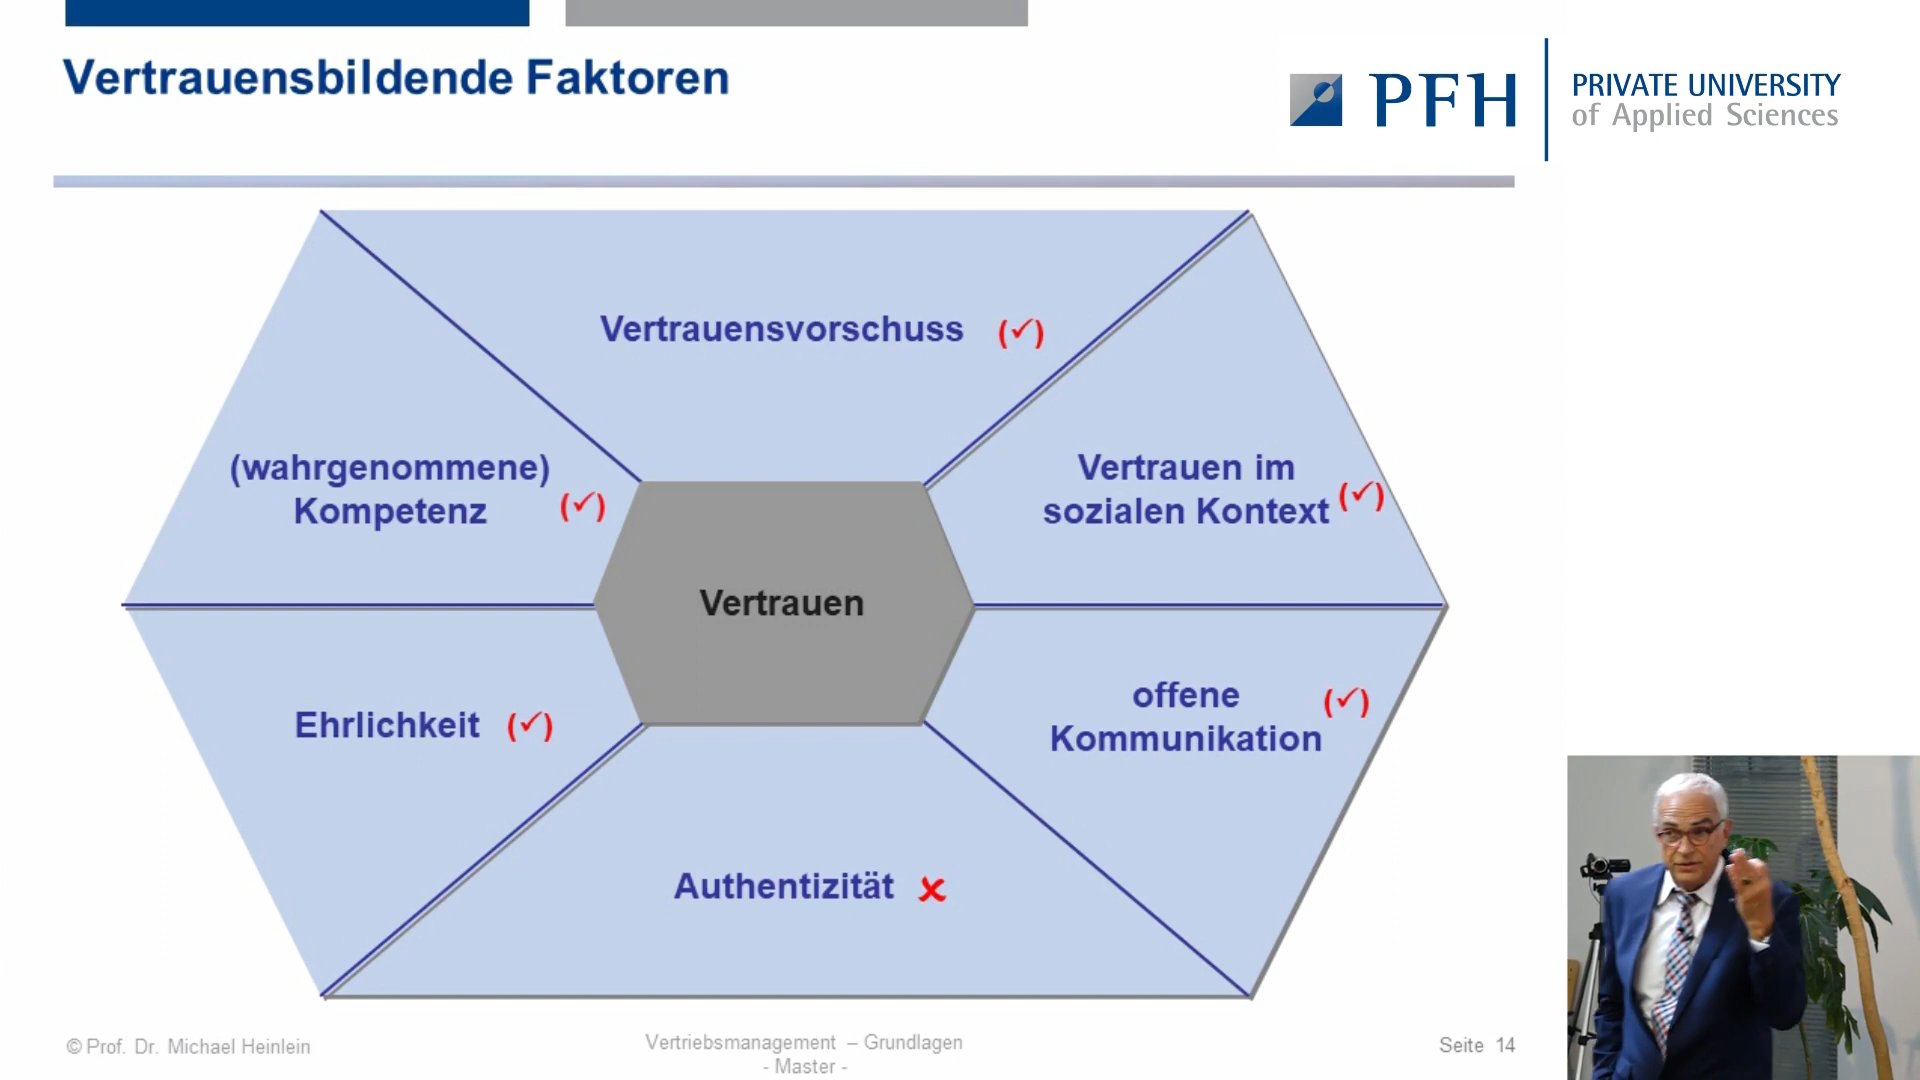 Vertrauensbildende Faktoren
PFH
PRIVATE UNIVERSITY
of Applied Sciences
Vertrauensvorschuss (✓)
(wahrgenommene)
Kompetenz (✓)
Vertrauen im
sozialen Kontext (✓)
Vertrauen
Ehrlichkeit (✓)
offene
Kommunikation (✓)
Authentizität ✘
© Prof. Dr. Michael Heinlein
Vertriebsmanagement – Grundlagen
- Master -
Seite 14